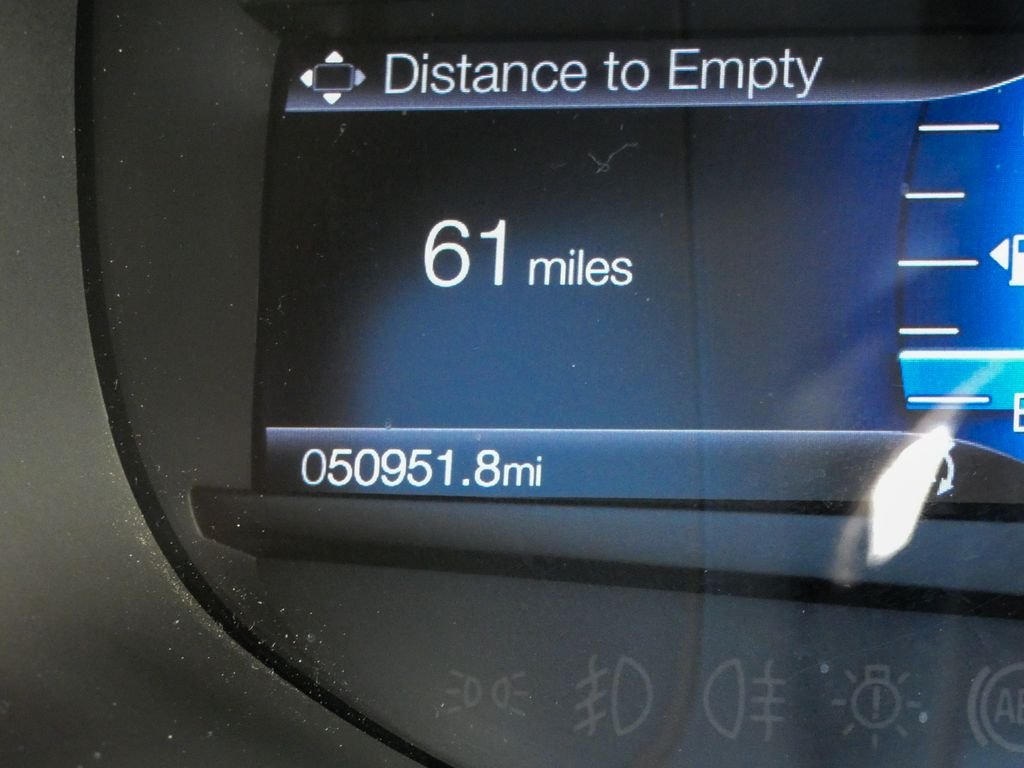 Distance to Empty
61 miles
E
050951.8mi